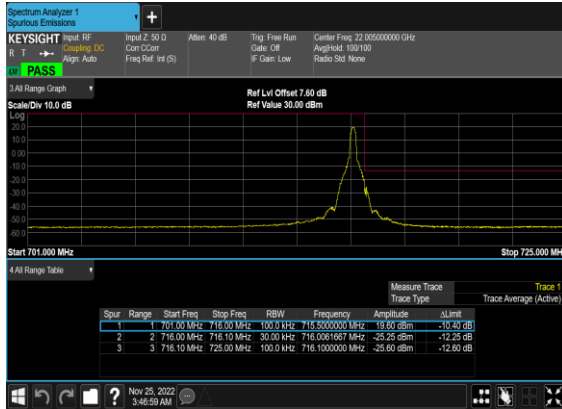 Spectrum Analyzer 1
Spurious Emissions
KEYSIGHT Input: RF Input Z: 50 Ω Atten: 40 dB Trig: Free Run Center Freq: 22.005000000 GHz
R T Coupling: DC Corr CCorr Gate: Off Avg|Hold: 100/100
Align: Auto Freq Ref: Int (S) IF Gain: Low Radio Std: None
PASS
3 All Range Graph Ref Lvl Offset 7.60 dB
Scale/Div 10.0 dB Ref Value 30.00 dBm
Log
20.0
10.0
0.00
-10.0
-20.0
-30.0
-40.0
-50.0
-60.0
Start 701.000 MHz Stop 725.000 MHz
4 All Range Table
Measure Trace Trace 1
Trace Type Trace Average (Active)
Spur Range Start Freq Stop Freq RBW Frequency Amplitude ΔLimit
1 1 701.00 MHz 716.00 MHz 100.0 kHz 715.5000000 MHz 19.60 dBm -10.40 dB
2 2 716.00 MHz 716.10 MHz 30.00 kHz 716.0061667 MHz -25.25 dBm -12.25 dB
3 3 716.10 MHz 725.00 MHz 100.0 kHz 716.1000000 MHz -25.60 dBm -12.60 dB
Nov 25, 2022
3:46:59 AM